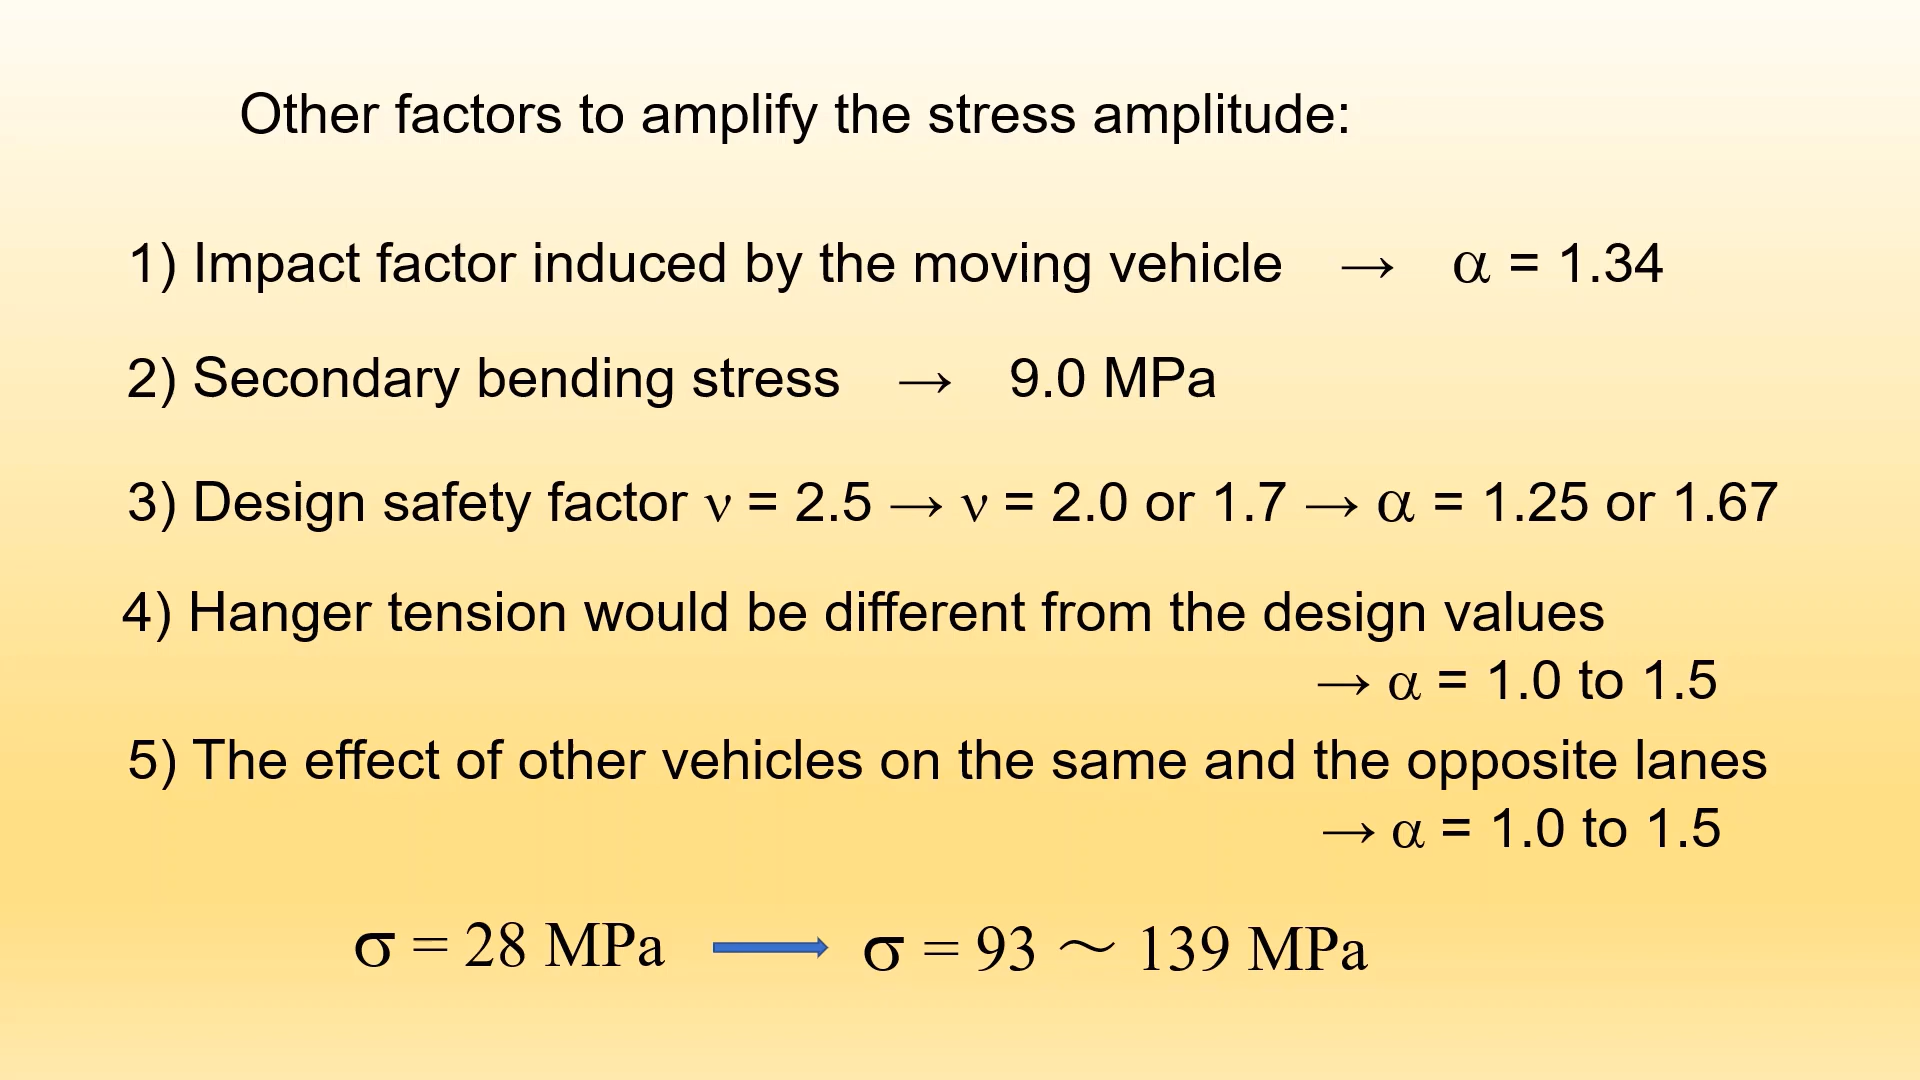 Other factors to amplify the stress amplitude:
1) Impact factor induced by the moving vehicle → α = 1.34
2) Secondary bending stress → 9.0 MPa
3) Design safety factor ν = 2.5 → ν = 2.0 or 1.7 → α = 1.25 or 1.67
4) Hanger tension would be different from the design values
→ α = 1.0 to 1.5
5) The effect of other vehicles on the same and the opposite lanes
→ α = 1.0 to 1.5
σ = 28 MPa → σ = 93 ～ 139 MPa